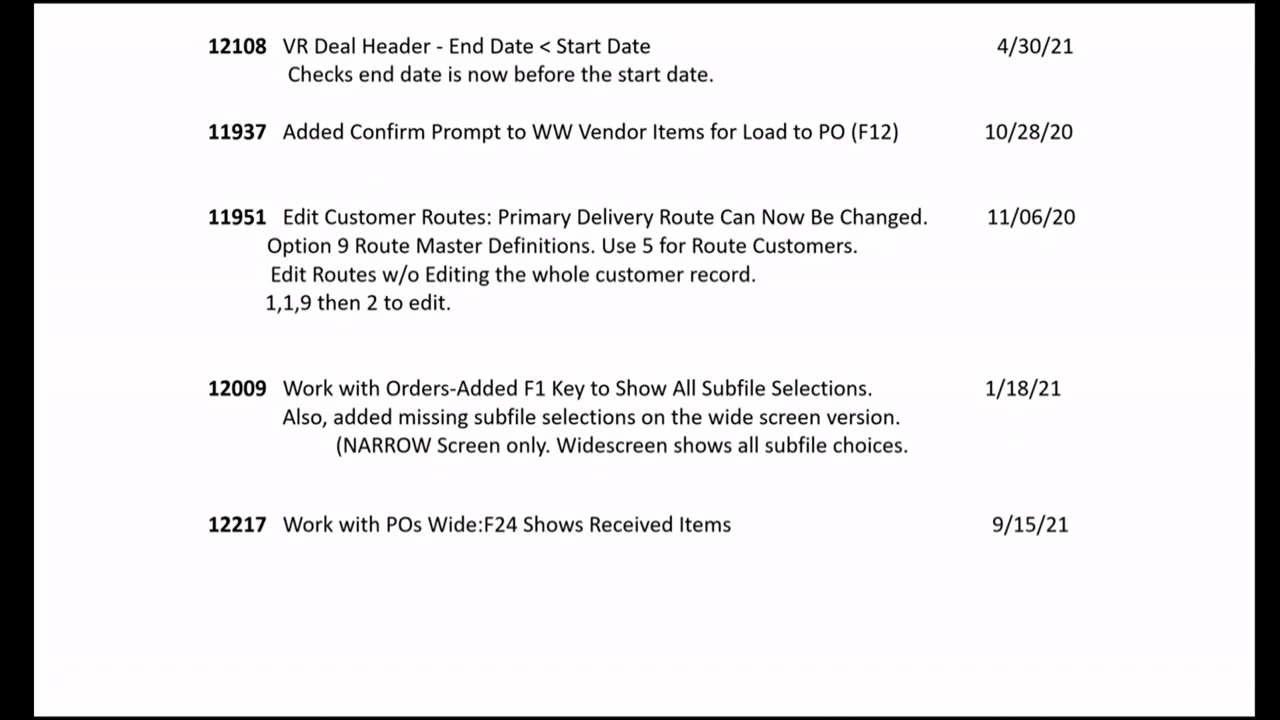 12108 VR Deal Header - End Date < Start Date 4/30/21
Checks end date is now before the start date.
11937 Added Confirm Prompt to WW Vendor Items for Load to PO (F12) 10/28/20
11951 Edit Customer Routes: Primary Delivery Route Can Now Be Changed. 11/06/20
Option 9 Route Master Definitions. Use 5 for Route Customers.
Edit Routes w/o Editing the whole customer record.
1,1,9 then 2 to edit.
12009 Work with Orders-Added F1 Key to Show All Subfile Selections. 1/18/21
Also, added missing subfile selections on the wide screen version.
(NARROW Screen only. Widescreen shows all subfile choices.
12217 Work with POs Wide:F24 Shows Received Items 9/15/21